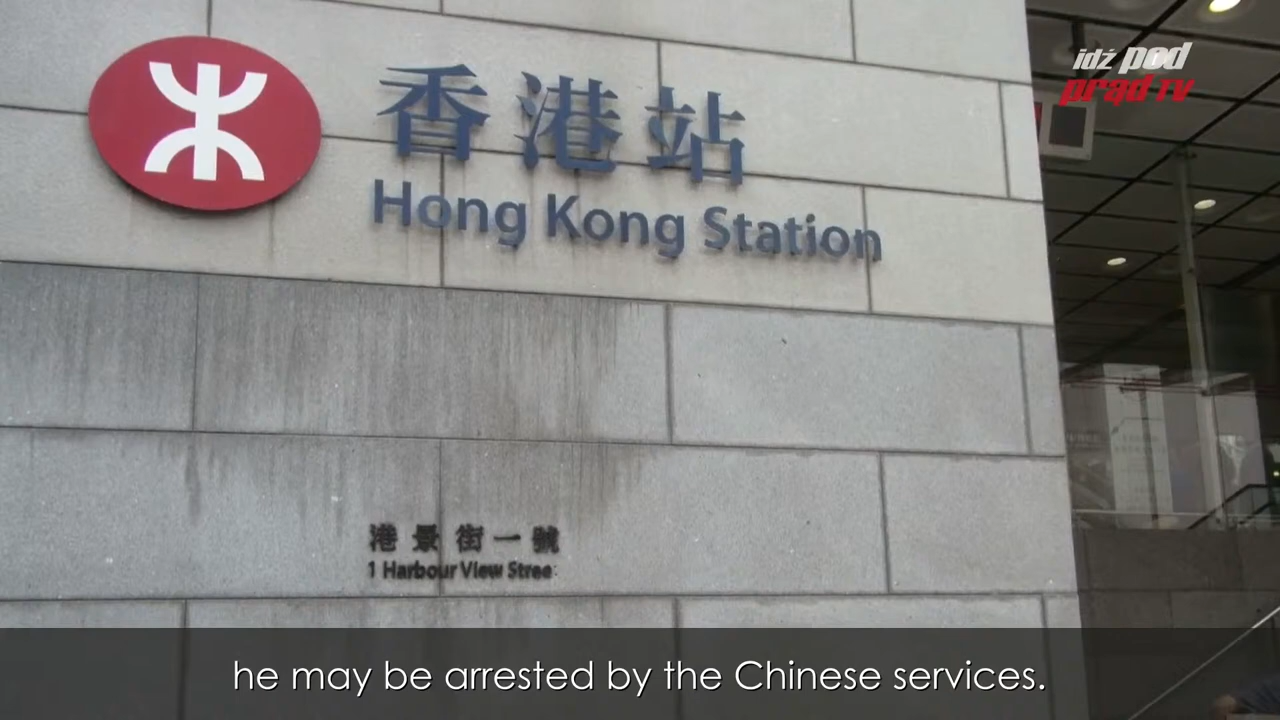 idź pod
prąd TV
香港站
Hong Kong Station
港景街一號
1 Harbour View Stree
he may be arrested by the Chinese services.